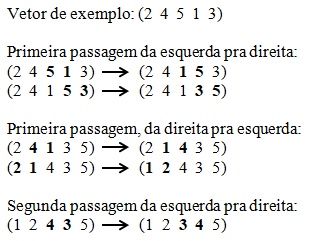 Vetor de exemplo: (2 4 5 1 3)
Primeira passagem da esquerda pra direita:
(2 4 5 1 3) → (2 4 1 5 3)
(2 4 1 5 3) → (2 4 1 3 5)
Primeira passagem, da direita pra esquerda:
(2 4 1 3 5) → (2 1 4 3 5)
(2 1 4 3 5) → (1 2 4 3 5)
Segunda passagem da esquerda pra direita:
(1 2 4 3 5) → (1 2 3 4 5)